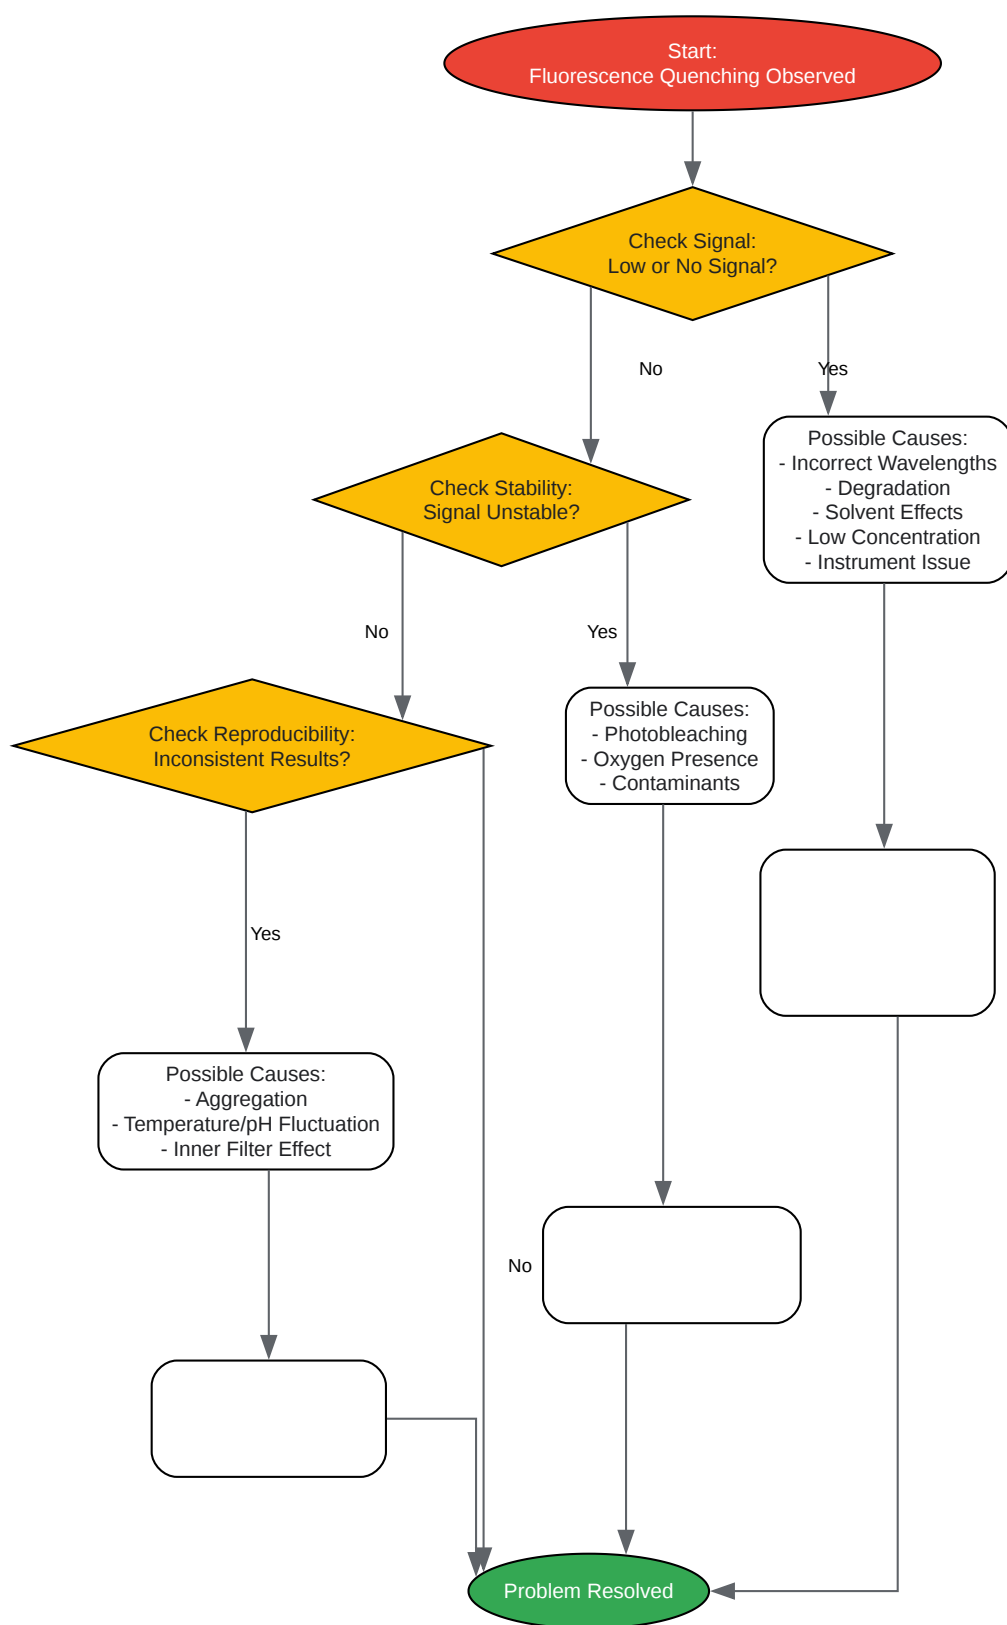 Start:
Fluorescence Quenching Observed
Check Signal:
Low or No Signal?
No
Yes
Possible Causes:
- Incorrect Wavelengths
- Degradation
- Solvent Effects
- Low Concentration
- Instrument Issue
Check Stability:
Signal Unstable?
No
Yes
Possible Causes:
- Photobleaching
- Oxygen Presence
- Contaminants
Check Reproducibility:
Inconsistent Results?
Yes
Possible Causes:
- Aggregation
- Temperature/pH Fluctuation
- Inner Filter Effect
No
Problem Resolved